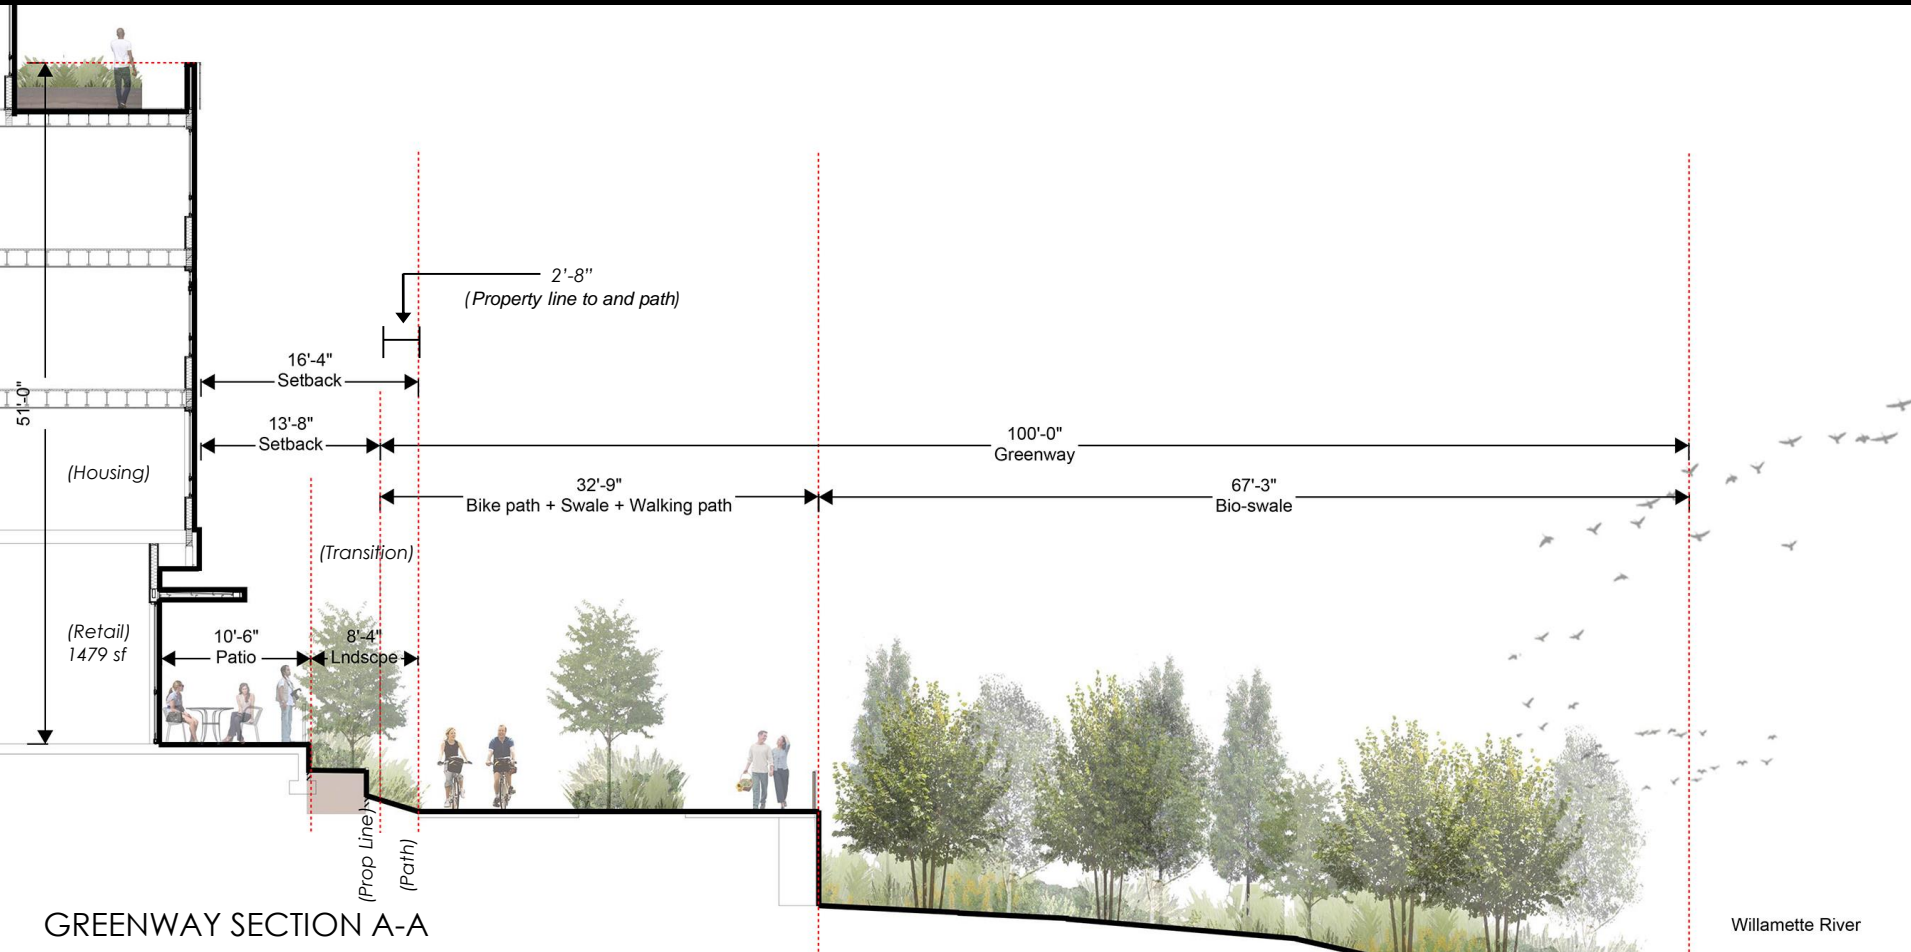 2'-8"
(Property line to and path)
16'-4"
Setback
51'-0"
13'-8"
Setback
100'-0"
Greenway
(Housing)
32'-9"
Bike path + Swale + Walking path
67'-3"
Bio-swale
(Transition)
(Retail)
1479 sf
10'-6"
Patio
8'-4"
Lndscpe
(Prop Line)
(Path)
GREENWAY SECTION A-A
Willamette River